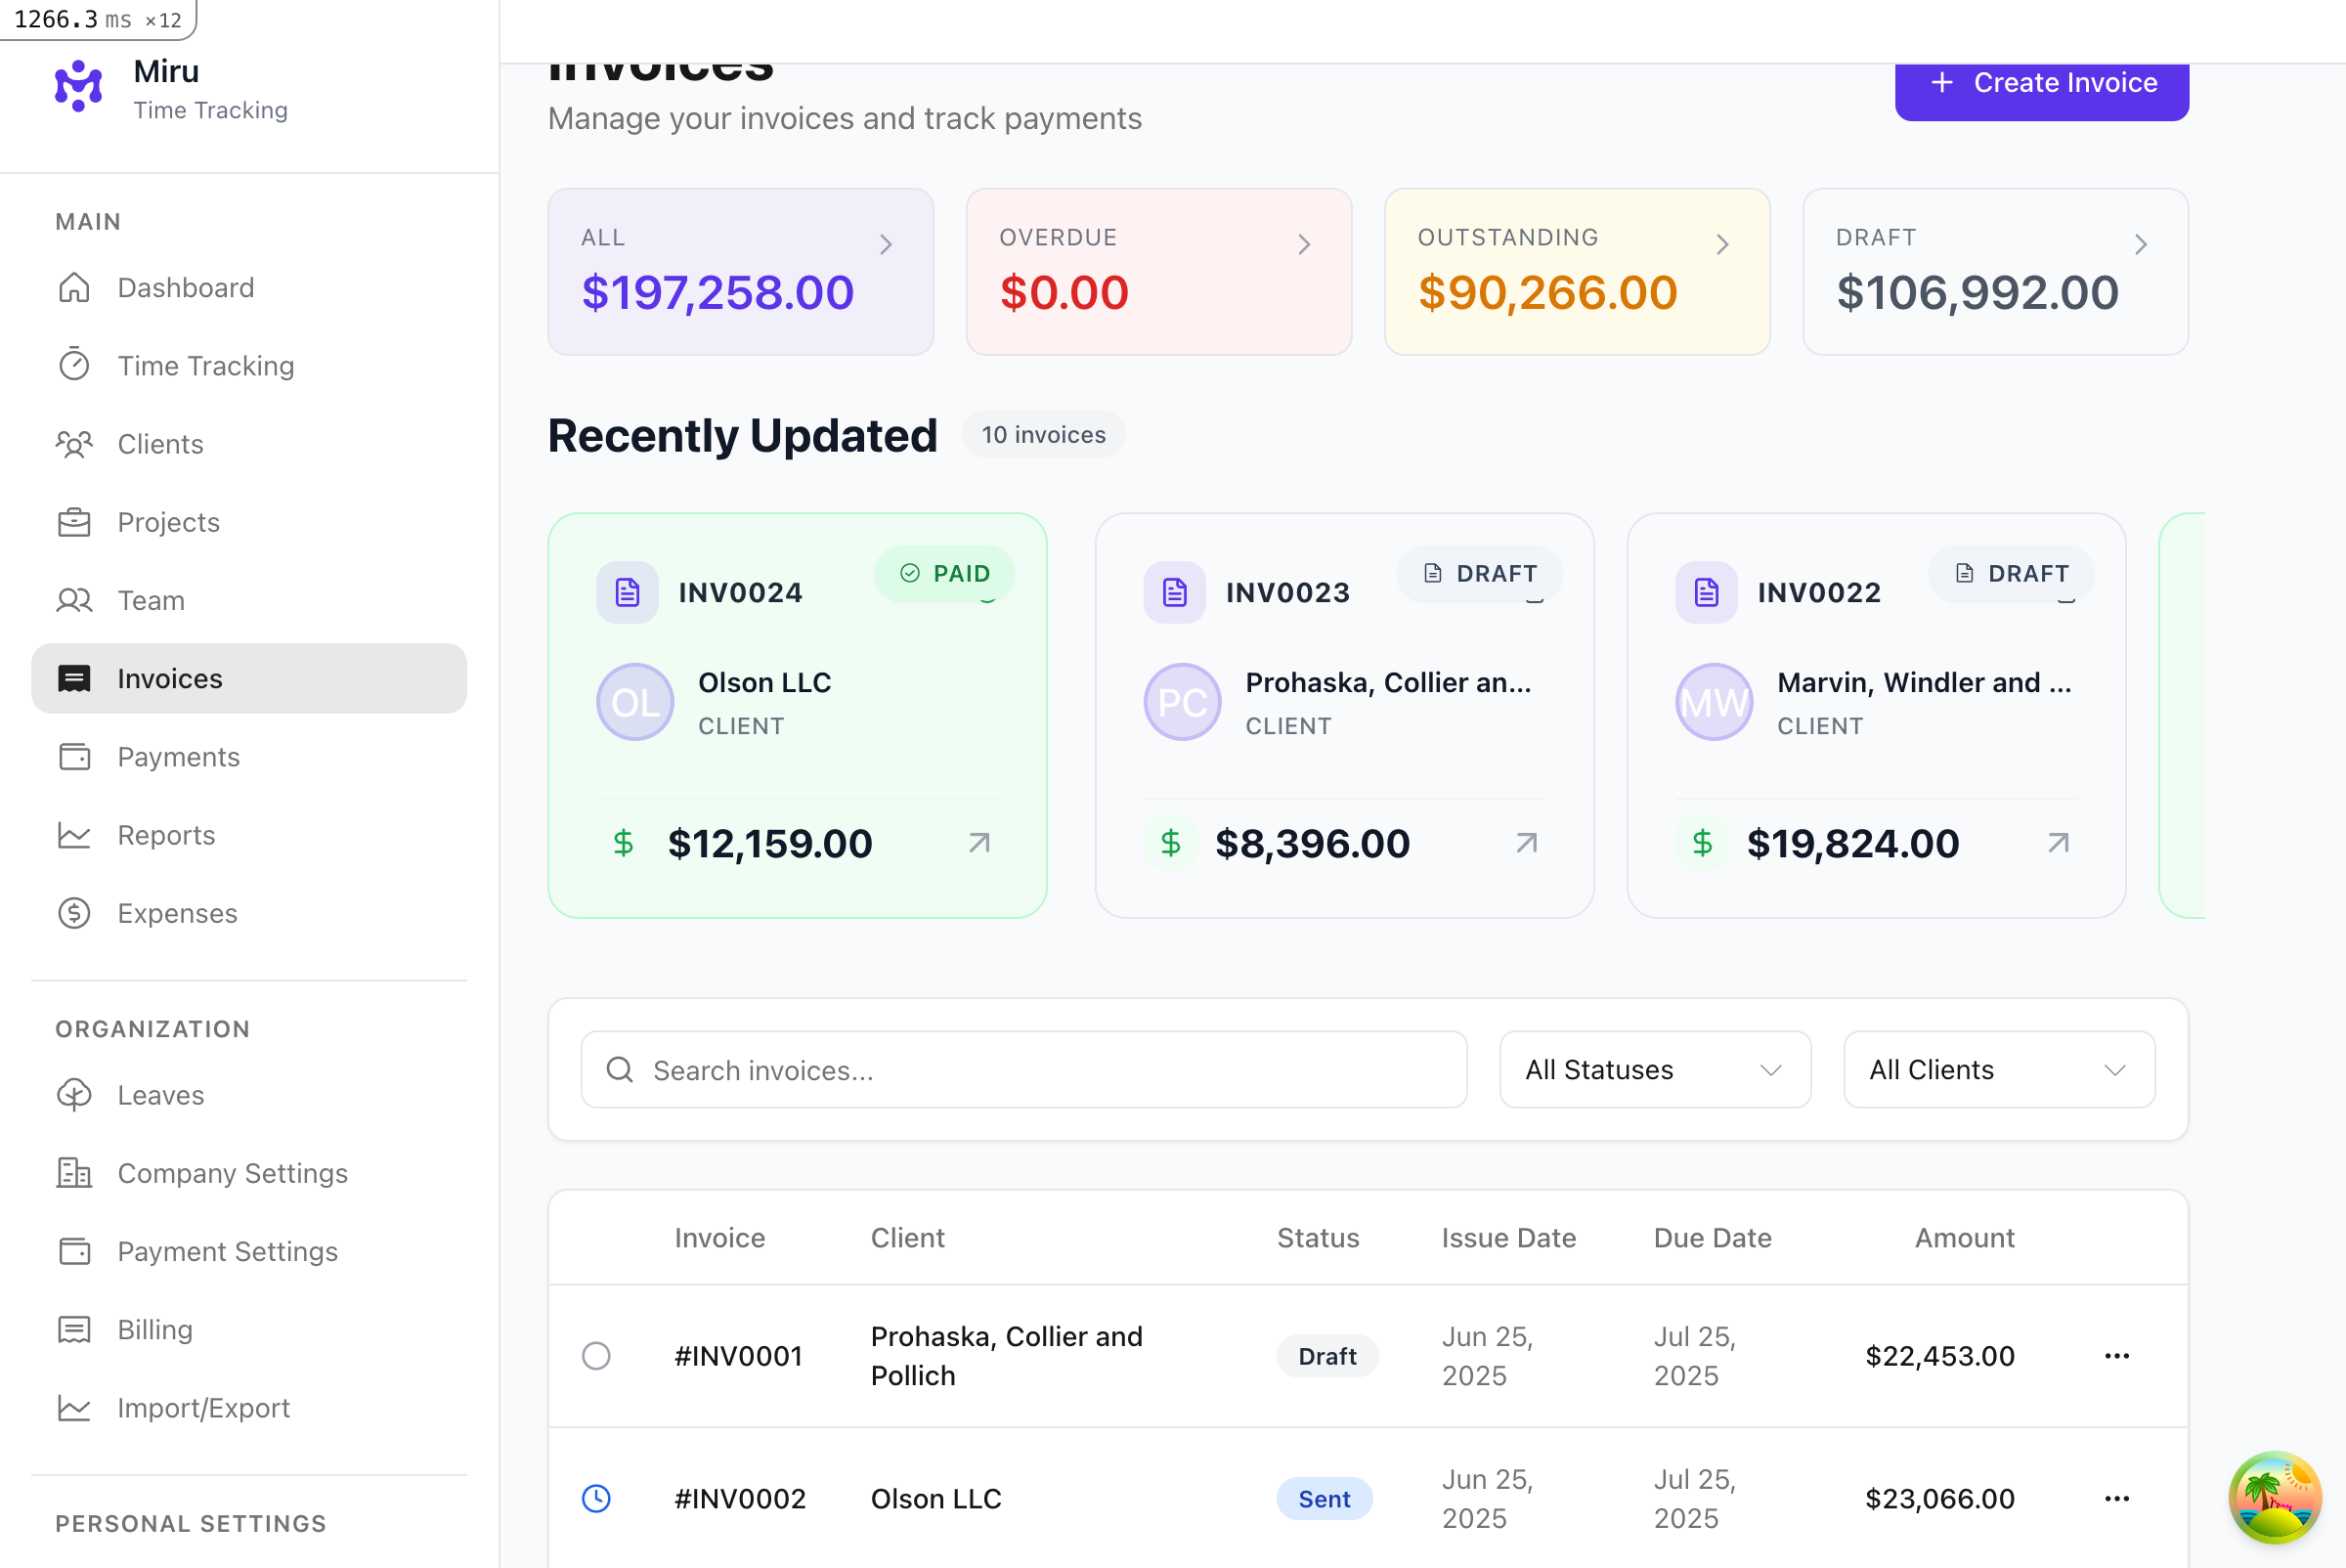 1266.3 ms ×12
Miru
Time Tracking
MAIN
Dashboard
Time Tracking
Clients
Projects
Team
Invoices
Payments
Reports
Expenses
ORGANIZATION
Leaves
Company Settings
Payment Settings
Billing
Import/Export
PERSONAL SETTINGS
Invoices
Manage your invoices and track payments
+ Create Invoice
ALL
$197,258.00
OVERDUE
$0.00
OUTSTANDING
$90,266.00
DRAFT
$106,992.00
Recently Updated
10 invoices
INV0024
PAID
OL
Olson LLC
CLIENT
$ $12,159.00
INV0023
DRAFT
PC
Prohaska, Collier an...
CLIENT
$ $8,396.00
INV0022
DRAFT
MW
Marvin, Windler and ...
CLIENT
$ $19,824.00
Search invoices...
All Statuses
All Clients
Invoice Client Status Issue Date Due Date Amount
#INV0001
Prohaska, Collier and
Pollich
Draft
Jun 25,
2025
Jul 25,
2025
$22,453.00
#INV0002
Olson LLC
Sent
Jun 25,
2025
Jul 25,
2025
$23,066.00